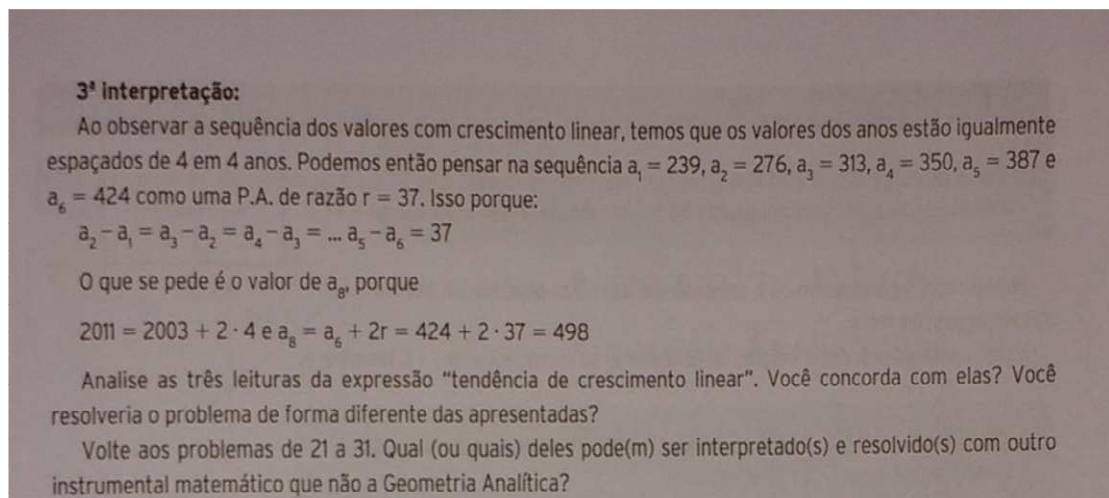 3ª interpretação:
Ao observar a sequência dos valores com crescimento linear, temos que os valores dos anos estão igualmente
espaçados de 4 em 4 anos. Podemos então pensar na sequência a₁ = 239, a₂ = 276, a₃ = 313, a₄ = 350, a₅ = 387 e
a₆ = 424 como uma P.A. de razão r = 37. Isso porque:
a₂ – a₁ = a₃ – a₂ = a₄ – a₃ = ... a₅ – a₆ = 37
O que se pede é o valor de a₈, porque
2011 = 2003 + 2 · 4 e a₈ = a₆ + 2r = 424 + 2 · 37 = 498
Analise as três leituras da expressão “tendência de crescimento linear”. Você concorda com elas? Você
resolveria o problema de forma diferente das apresentadas?
Volte aos problemas de 21 a 31. Qual (ou quais) deles pode(m) ser interpretado(s) e resolvido(s) com outro
instrumental matemático que não a Geometria Analítica?